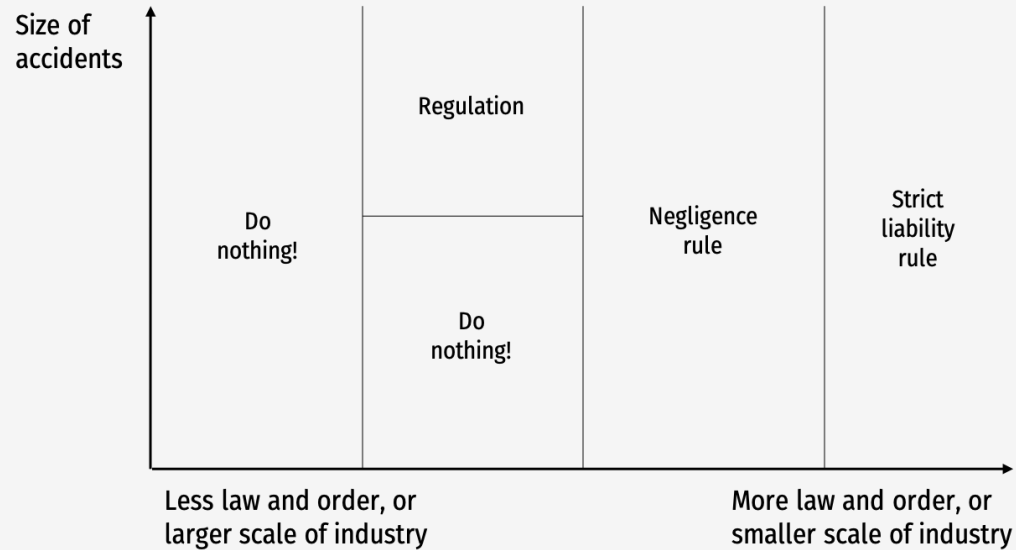 Size of
accidents
Regulation
Do
nothing!
Do
nothing!
Negligence
rule
Strict
liability
rule
Less law and order, or
larger scale of industry
More law and order, or
smaller scale of industry